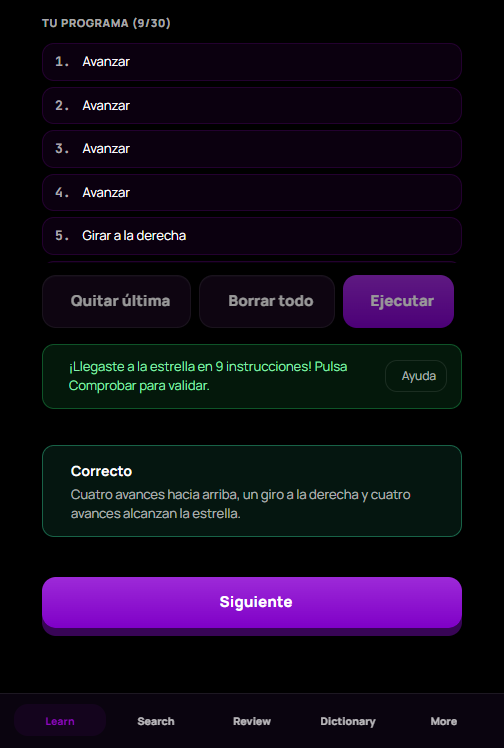 TU PROGRAMA (9/30)
1. Avanzar
2. Avanzar
3. Avanzar
4. Avanzar
5. Girar a la derecha
Quitar última
Borrar todo
Ejecutar
¡Llegaste a la estrella en 9 instrucciones! Pulsa
Comprobar para validar.
Ayuda
Correcto
Cuatro avances hacia arriba, un giro a la derecha y cuatro
avances alcanzan la estrella.
Siguiente
Learn
Search
Review
Dictionary
More